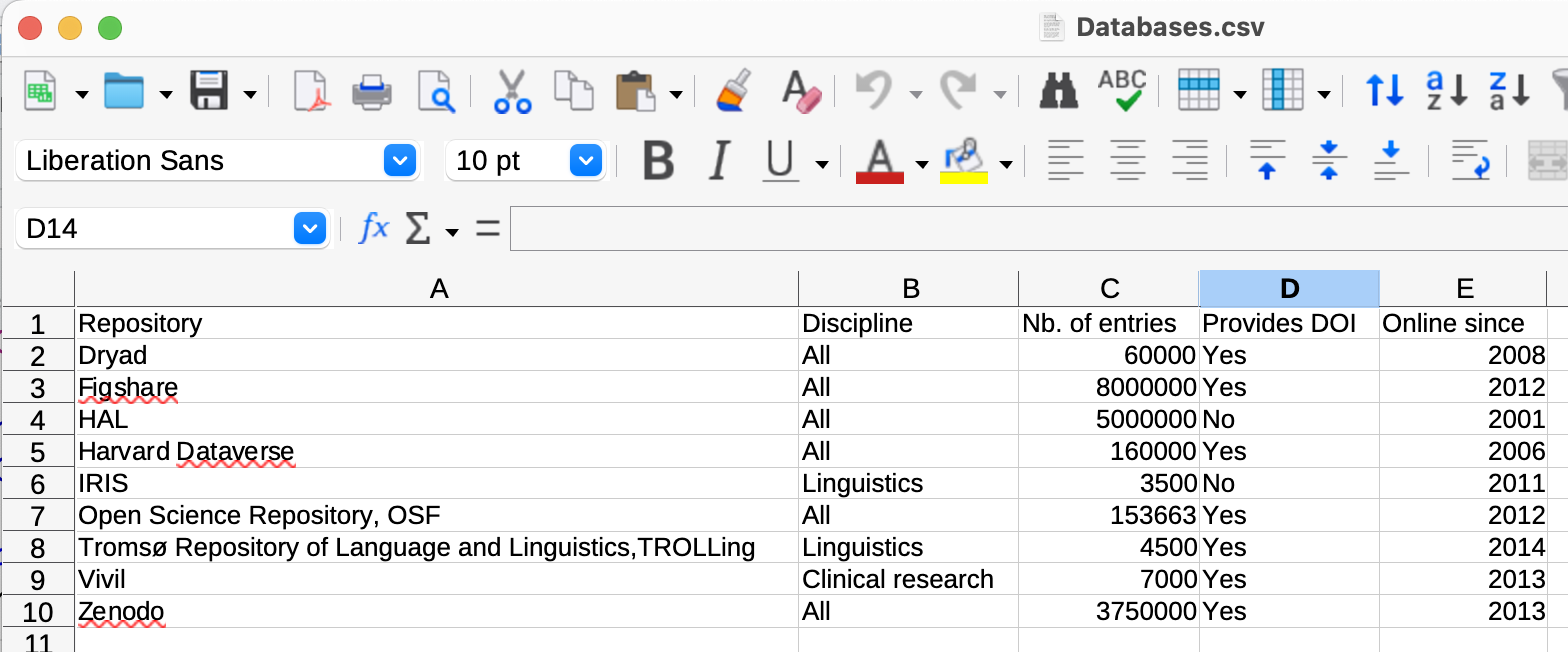 Databases.csv
ABC
Liberation Sans 10 pt B I U A
D14 fx Σ =
A B C D E
1 Repository Discipline Nb. of entries Provides DOI Online since
2 Dryad All 60000 Yes 2008
3 Figshare All 8000000 Yes 2012
4 HAL All 5000000 No 2001
5 Harvard Dataverse All 160000 Yes 2006
6 IRIS Linguistics 3500 No 2011
7 Open Science Repository, OSF All 153663 Yes 2012
8 Tromsø Repository of Language and Linguistics,TROLLing Linguistics 4500 Yes 2014
9 Vivil Clinical research 7000 Yes 2013
10 Zenodo All 3750000 Yes 2013
11